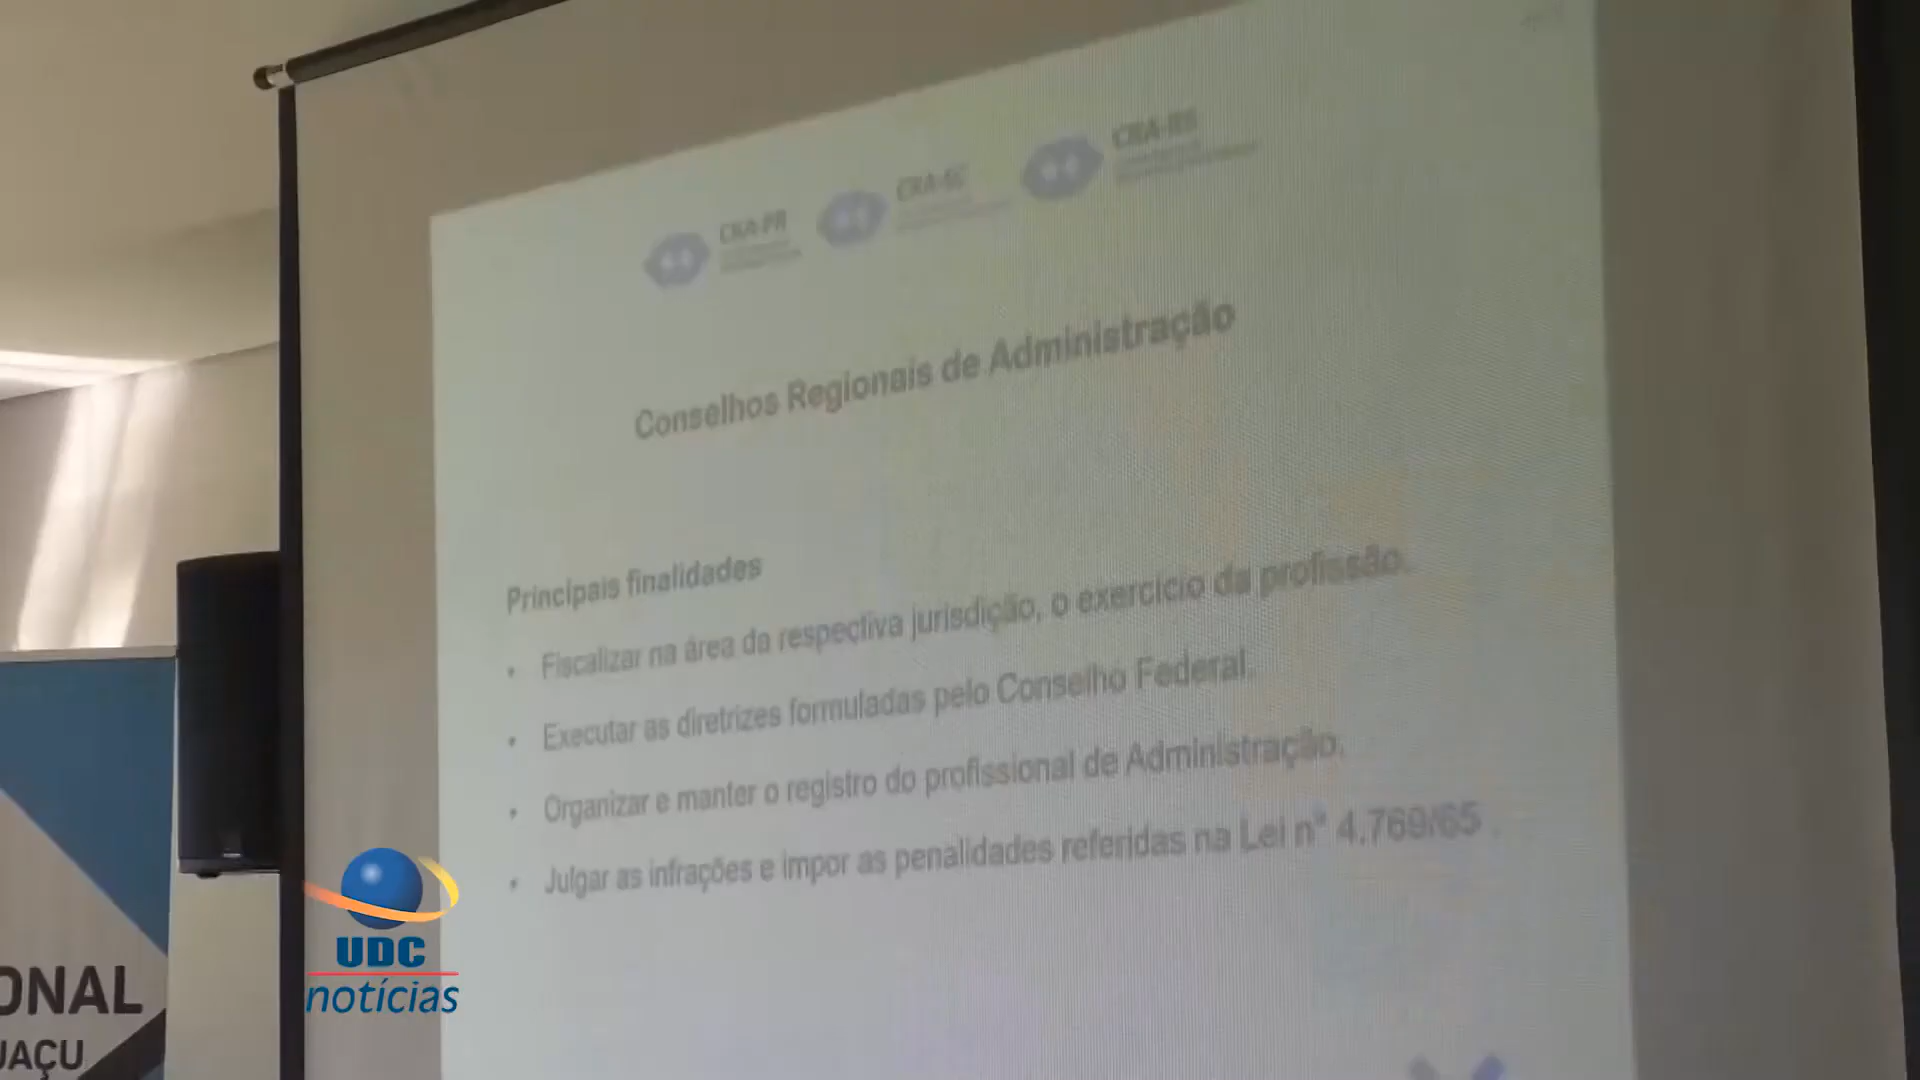 CRA-PR
CRA-SC
CRA-RS
Conselhos Regionais de Administração
Principais finalidades
• Fiscalizar na área da respectiva jurisdição, o exercício da profissão.
• Executar as diretrizes formuladas pelo Conselho Federal.
• Organizar e manter o registro do profissional de Administração.
• Julgar as infrações e impor as penalidades referidas na Lei n° 4.769/65 .
UDC
notícias
ONAL
UAÇU